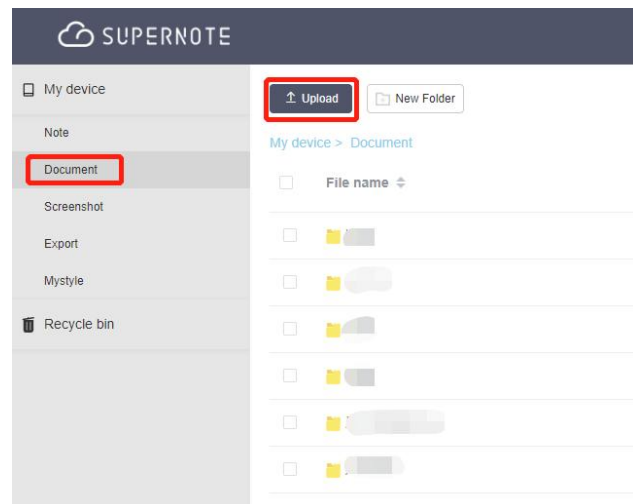 SUPERNOTE
My device
Note
Document
Screenshot
Export
Mystyle
Recycle bin
Upload
New Folder
My device > Document
File name